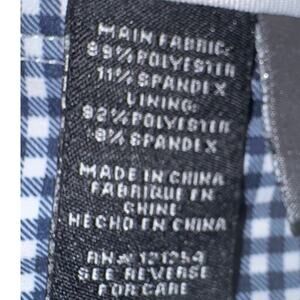 MAIN FABRIC:
89% POLYESTER
11% SPANDEX
LINING:
92% POLYESTER
8% SPANDEX
MADE IN CHINA
FABRIQUE EN
CHINE
HECHO EN CHINA
RN# 121254
SEE REVERSE
FOR CARE